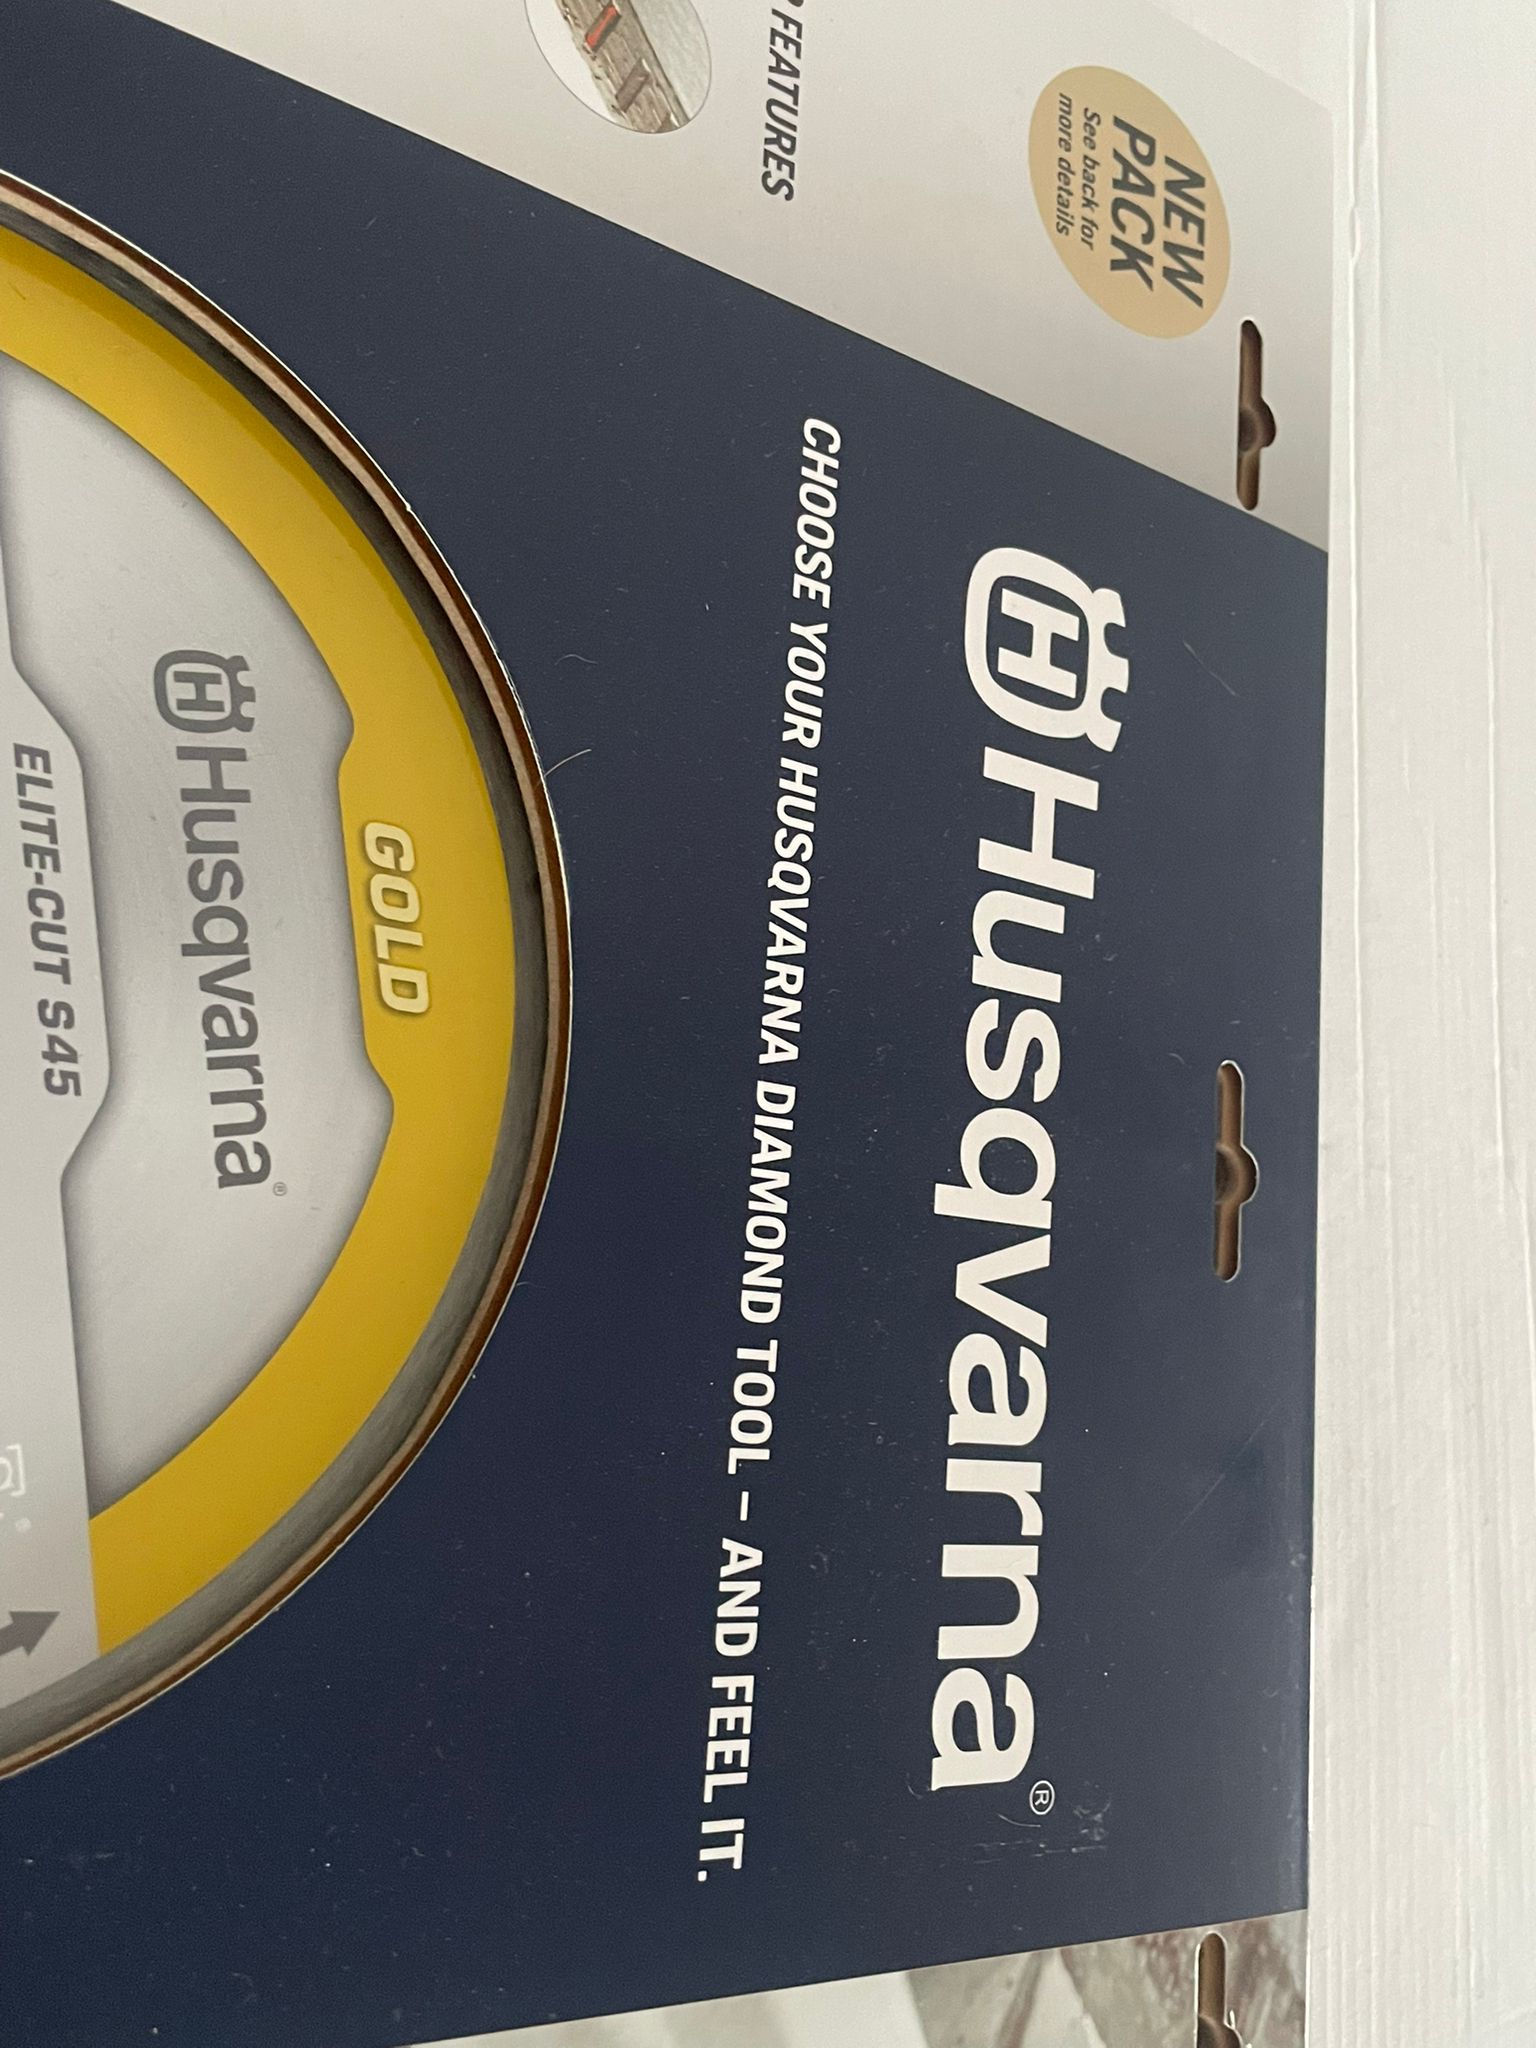 NEW
PACK
See back for
more details
FEATURES
Husqvarna®
CHOOSE YOUR HUSQVARNA DIAMOND TOOL – AND FEEL IT.
GOLD
Husqvarna®
ELITE-CUT S45